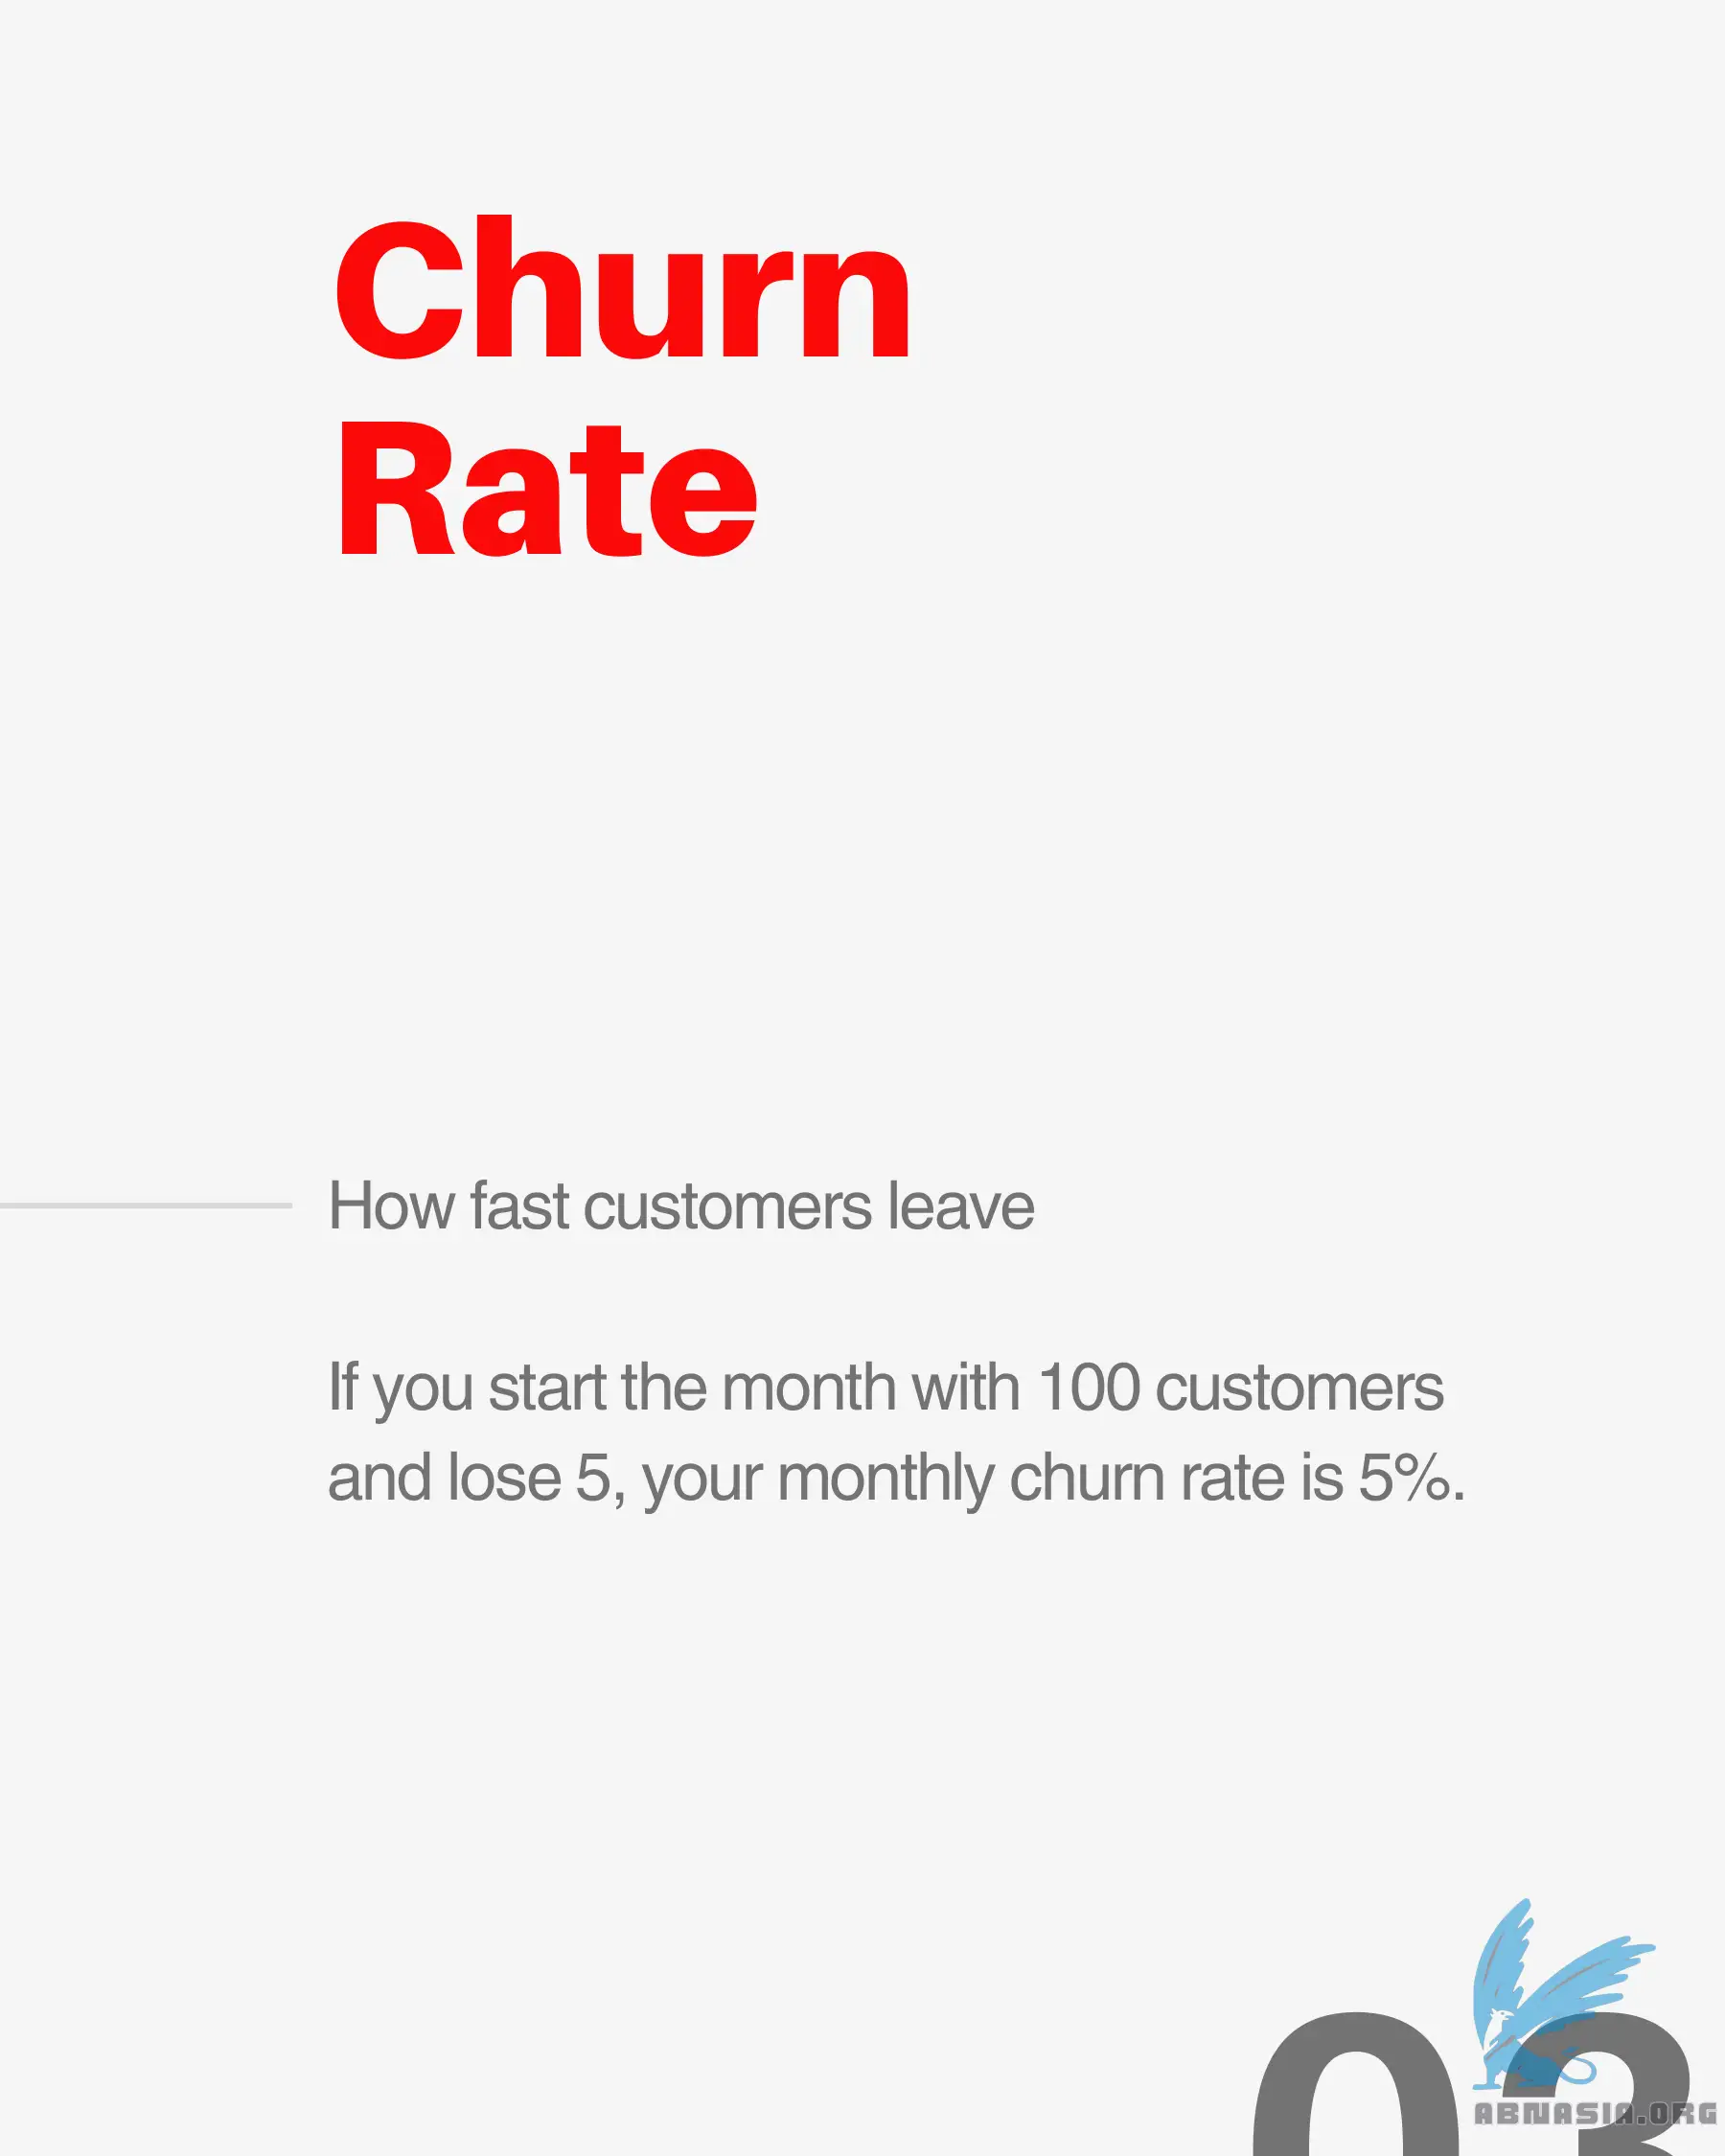 Churn
Rate
How fast customers leave
If you start the month with 100 customers
and lose 5, your monthly churn rate is 5%.
03
ABNASIA.ORG